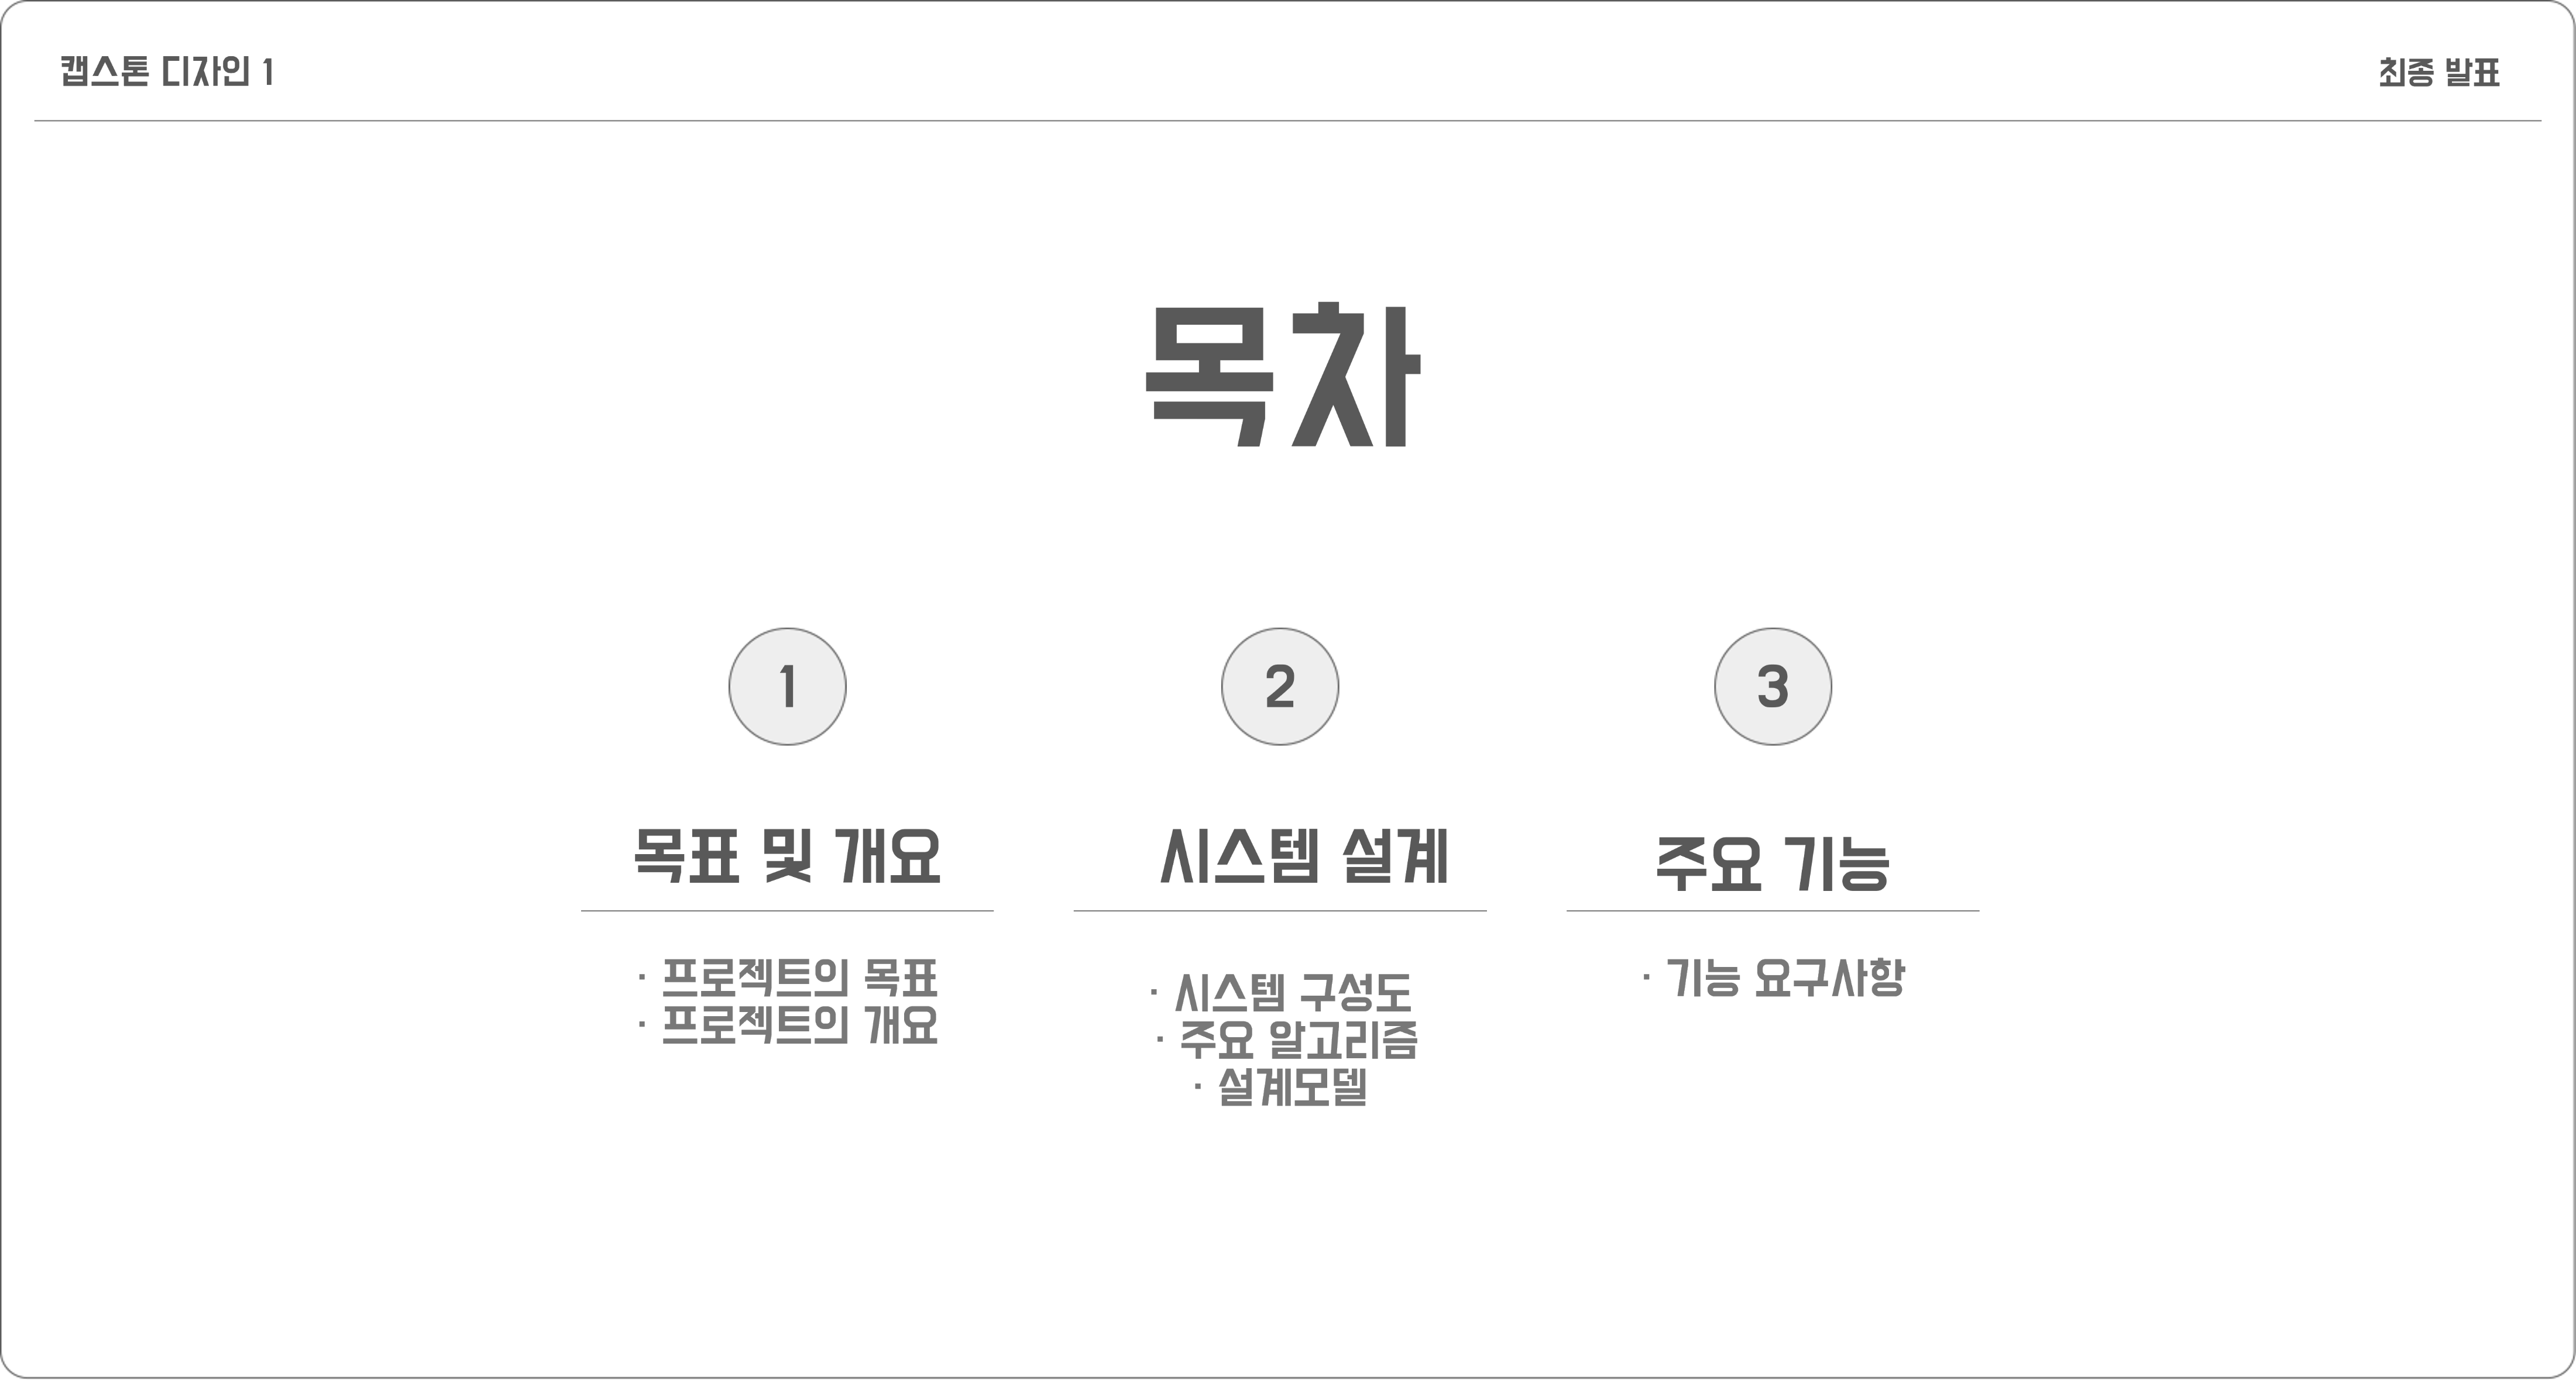 캡스톤 디자인 1
최종 발표
목차
1
목표 및 개요
· 프로젝트의 목표
· 프로젝트의 개요
2
시스템 설계
· 시스템 구성도
· 주요 알고리즘
· 설계모델
3
주요 기능
· 기능 요구사항